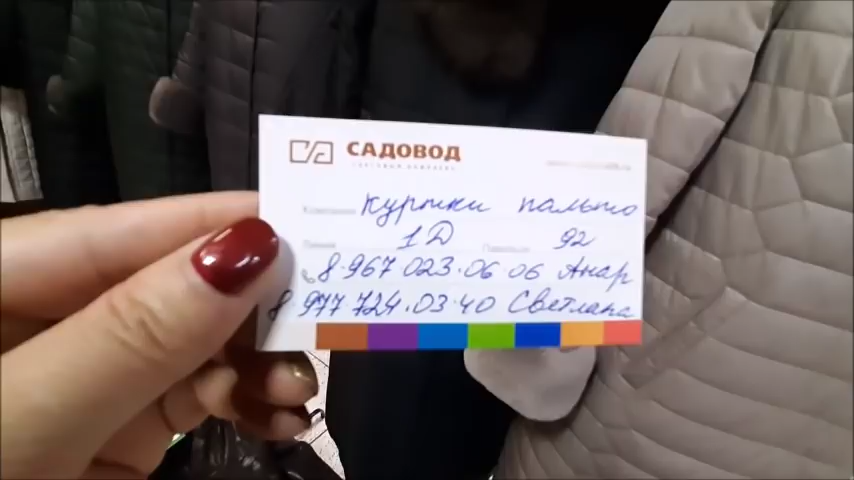 САДОВОД
куртки пальто
1Д 92
8·967 023·06·06 Анар
8 977·724·03·40 Светлана